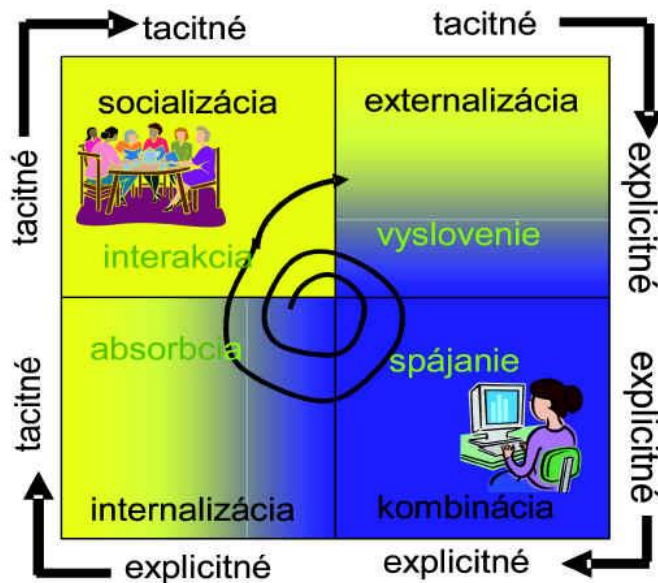 tacitné
tacitné
socializácia
externalizácia
tacitné
explicitné
interakcia
vyslovenie
absorbcia
spájanie
tacitné
explicitné
internalizácia
kombinácia
explicitné
explicitné